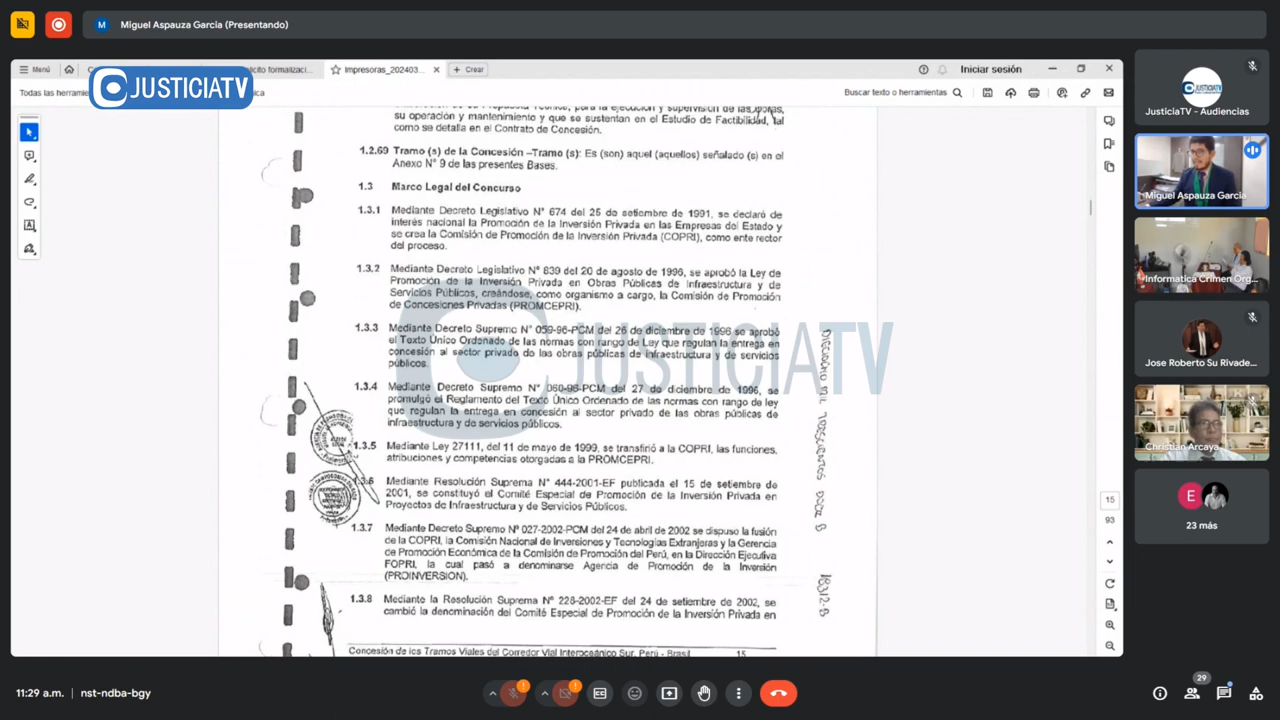 M Miguel Aspauza Garcia (Presentando)
Menú
licito formalizaci...
Impresoras_202403...
Crear
Iniciar sesión
JUSTICIATV
Todas las herramie
Buscar texto o herramientas
su operación y mantenimiento y que se sustentan en el Estudio de Factibilidad, tal
como se detalla en el Contrato de Concesión.
1.2.69 Tramo (s) de la Concesión –Tramo (s): Es (son) aquel (aquellos) señalado (s) en el
Anexo N° 9 de las presentes Bases.
1.3 Marco Legal del Concurso
1.3.1 Mediante Decreto Legislativo N° 674 del 25 de setiembre de 1991, se declaró de
interés nacional la Promoción de la Inversión Privada en las Empresas del Estado y
se crea la Comisión de Promoción de la Inversión Privada (COPRI), como ente rector
del proceso.
1.3.2 Mediante Decreto Legislativo N° 839 del 20 de agosto de 1996, se aprobó la Ley de
Promoción de la Inversión Privada en Obras Públicas de Infraestructura y de
Servicios Públicos, creándose, como organismo a cargo, la Comisión de Promoción
de Concesiones Privadas (PROMCEPRI).
1.3.3 Mediante Decreto Supremo N° 059-96-PCM del 26 de diciembre de 1996 se aprobó
el Texto Único Ordenado de las normas con rango de Ley que regulan la entrega en
concesión al sector privado de las obras públicas de infraestructura y de servicios
públicos.
1.3.4 Mediante Decreto Supremo N° 060-96-PCM del 27 de diciembre de 1996, se
promulgó el Reglamento del Texto Único Ordenado de las normas con rango de ley
que regulan la entrega en concesión al sector privado de las obras públicas de
infraestructura y de servicios públicos.
1.3.5 Mediante Ley 27111, del 11 de mayo de 1999, se transfirió a la COPRI, las funciones,
atribuciones y competencias otorgadas a la PROMCEPRI.
1.3.6 Mediante Resolución Suprema N° 444-2001-EF publicada el 15 de setiembre de
2001, se constituyó el Comité Especial de Promoción de la Inversión Privada en
Proyectos de Infraestructura y de Servicios Públicos.
1.3.7 Mediante Decreto Supremo N° 027-2002-PCM del 24 de abril de 2002 se dispuso la fusión
de la COPRI, la Comisión Nacional de Inversiones y Tecnologías Extranjeras y la Gerencia
de Promoción Económica de la Comisión de Promoción del Perú, en la Dirección Ejecutiva
FOPRI, la cual pasó a denominarse Agencia de Promoción de la Inversión
(PROINVERSION).
1.3.8 Mediante la Resolución Suprema N° 228-2002-EF del 24 de setiembre de 2002, se
cambió la denominación del Comité Especial de Promoción de la Inversión Privada en
Concesión de los Tramos Viales del Corredor Vial Interoceánico Sur, Perú - Brasil 15
JUSTICIATV
18312-B
15
93
JusticiaTV - Audiencias
Miguel Aspauza Garcia
Informatica Crimen Org...
Jose Roberto Su Rivade...
Christian Arcaya
E
23 más
11:29 a.m. | nst-ndba-bgy
29